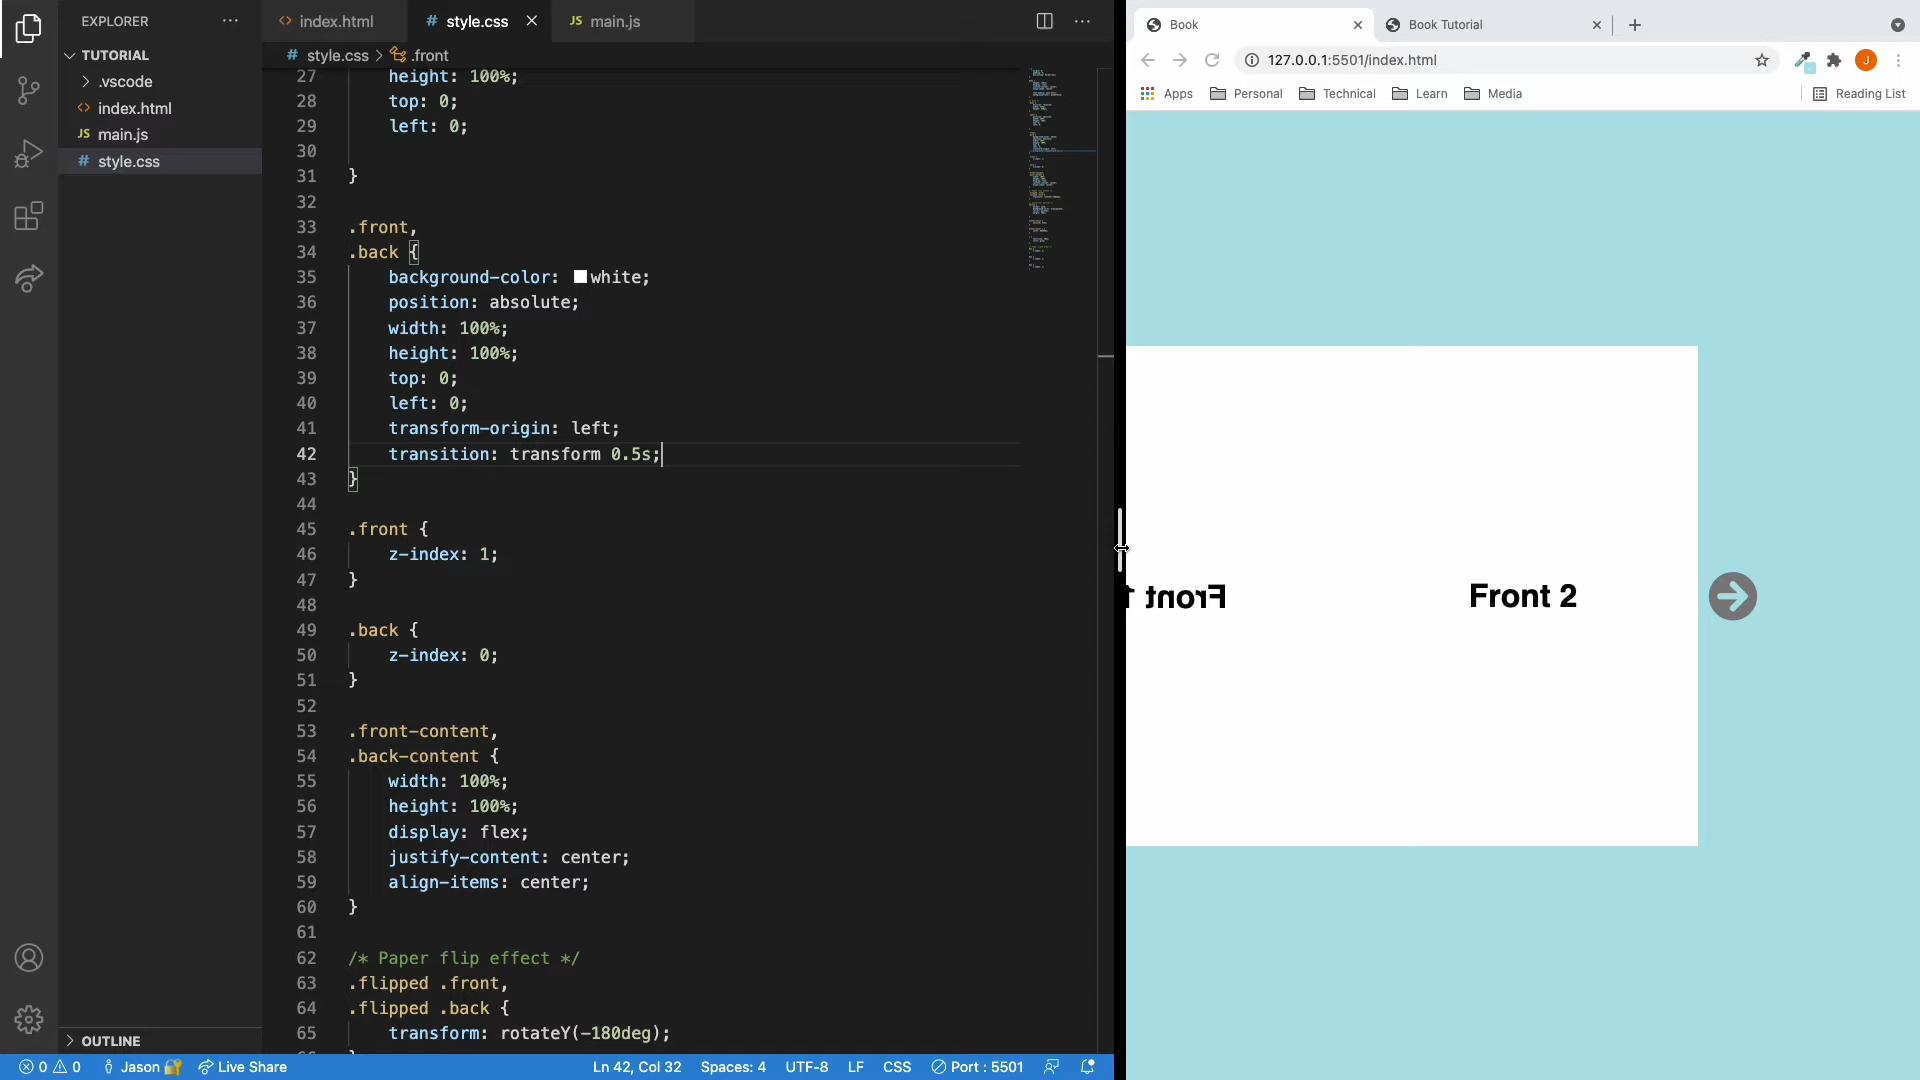 EXPLORER
TUTORIAL
.vscode
index.html
JS main.js
# style.css
OUTLINE
index.html
# style.css
JS main.js
# style.css > .front
27 height: 100%;
28 top: 0;
29 left: 0;
30
31 }
32
33 .front,
34 .back {
35 background-color: white;
36 position: absolute;
37 width: 100%;
38 height: 100%;
39 top: 0;
40 left: 0;
41 transform-origin: left;
42 transition: transform 0.5s;
43 }
44
45 .front {
46 z-index: 1;
47 }
48
49 .back {
50 z-index: 0;
51 }
52
53 .front-content,
54 .back-content {
55 width: 100%;
56 height: 100%;
57 display: flex;
58 justify-content: center;
59 align-items: center;
60 }
61
62 /* Paper flip effect */
63 .flipped .front,
64 .flipped .back {
65 transform: rotateY(-180deg);
0 0 Jason Live Share Ln 42, Col 32 Spaces: 4 UTF-8 LF CSS Port : 5501
Book
Book Tutorial
127.0.0.1:5501/index.html
J
Apps Personal Technical Learn Media Reading List
Front 1
Front 2